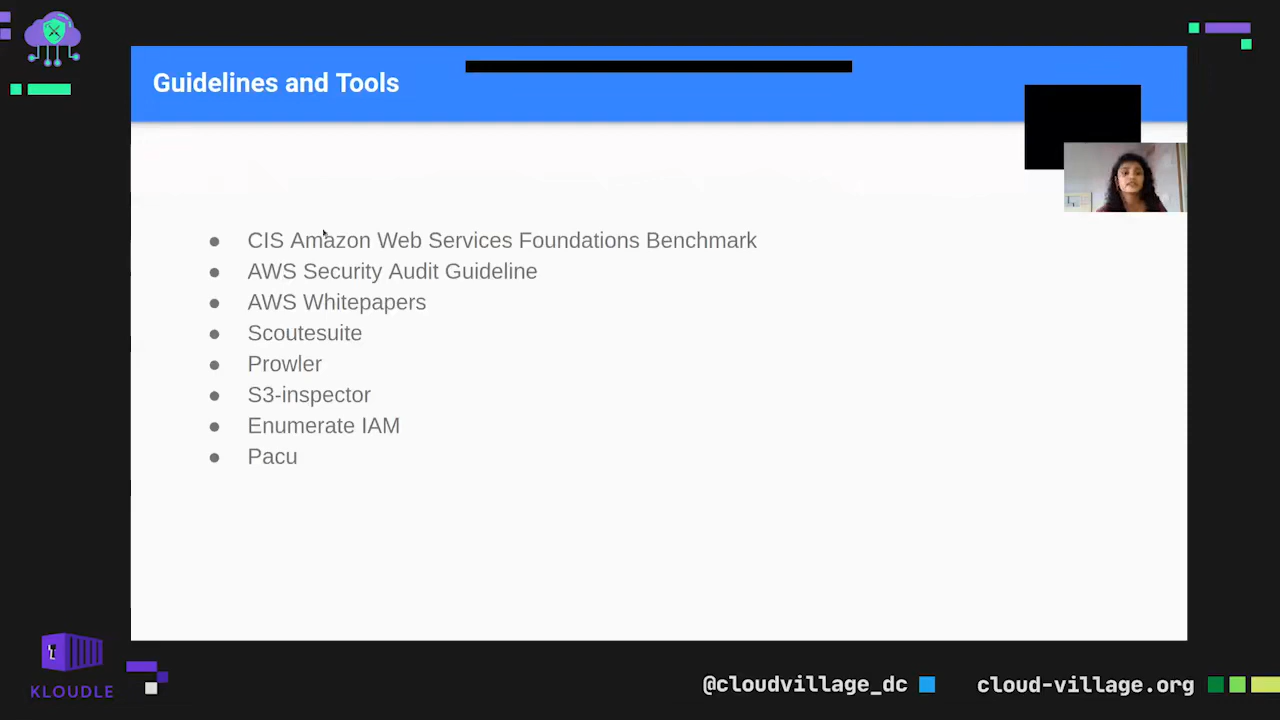 Guidelines and Tools
● CIS Amazon Web Services Foundations Benchmark
● AWS Security Audit Guideline
● AWS Whitepapers
● Scoutesuite
● Prowler
● S3-inspector
● Enumerate IAM
● Pacu
KLOUDLE
@cloudvillage_dc
cloud-village.org